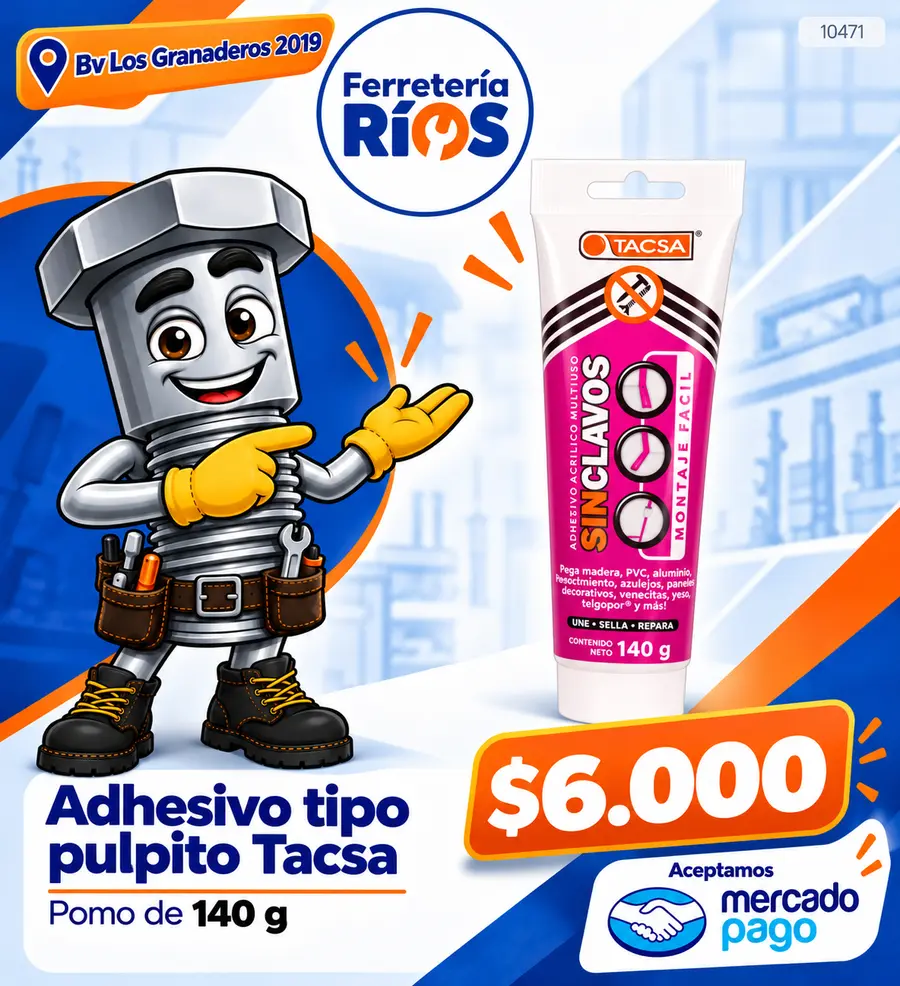 Bv Los Granaderos 2019
Ferretería
Ríos
10471
TACSA®
ADHESIVO ACRILICO MULTIUSO
SINCLAVOS
MONTAJE FACIL
Pega madera, PVC, aluminio,
Pesoctmiento, azulejos, paneles
decorativos, venecitas, yeso,
telgopor® y más!
UNE • SELLA • REPARA
CONTENIDO
NETO 140 g
$6.000
Adhesivo tipo
pulpito Tacsa
Pomo de 140 g
Aceptamos
mercado
pago